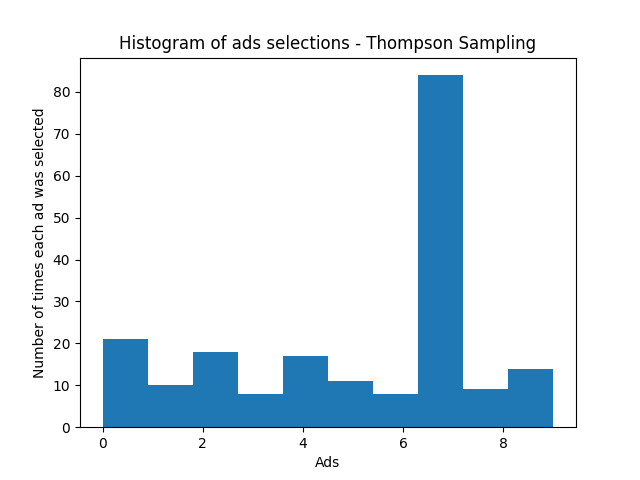 Histogram of ads selections - Thompson Sampling
Number of times each ad was selected
80
70
60
50
40
30
20
10
0
0 2 4 6 8
Ads